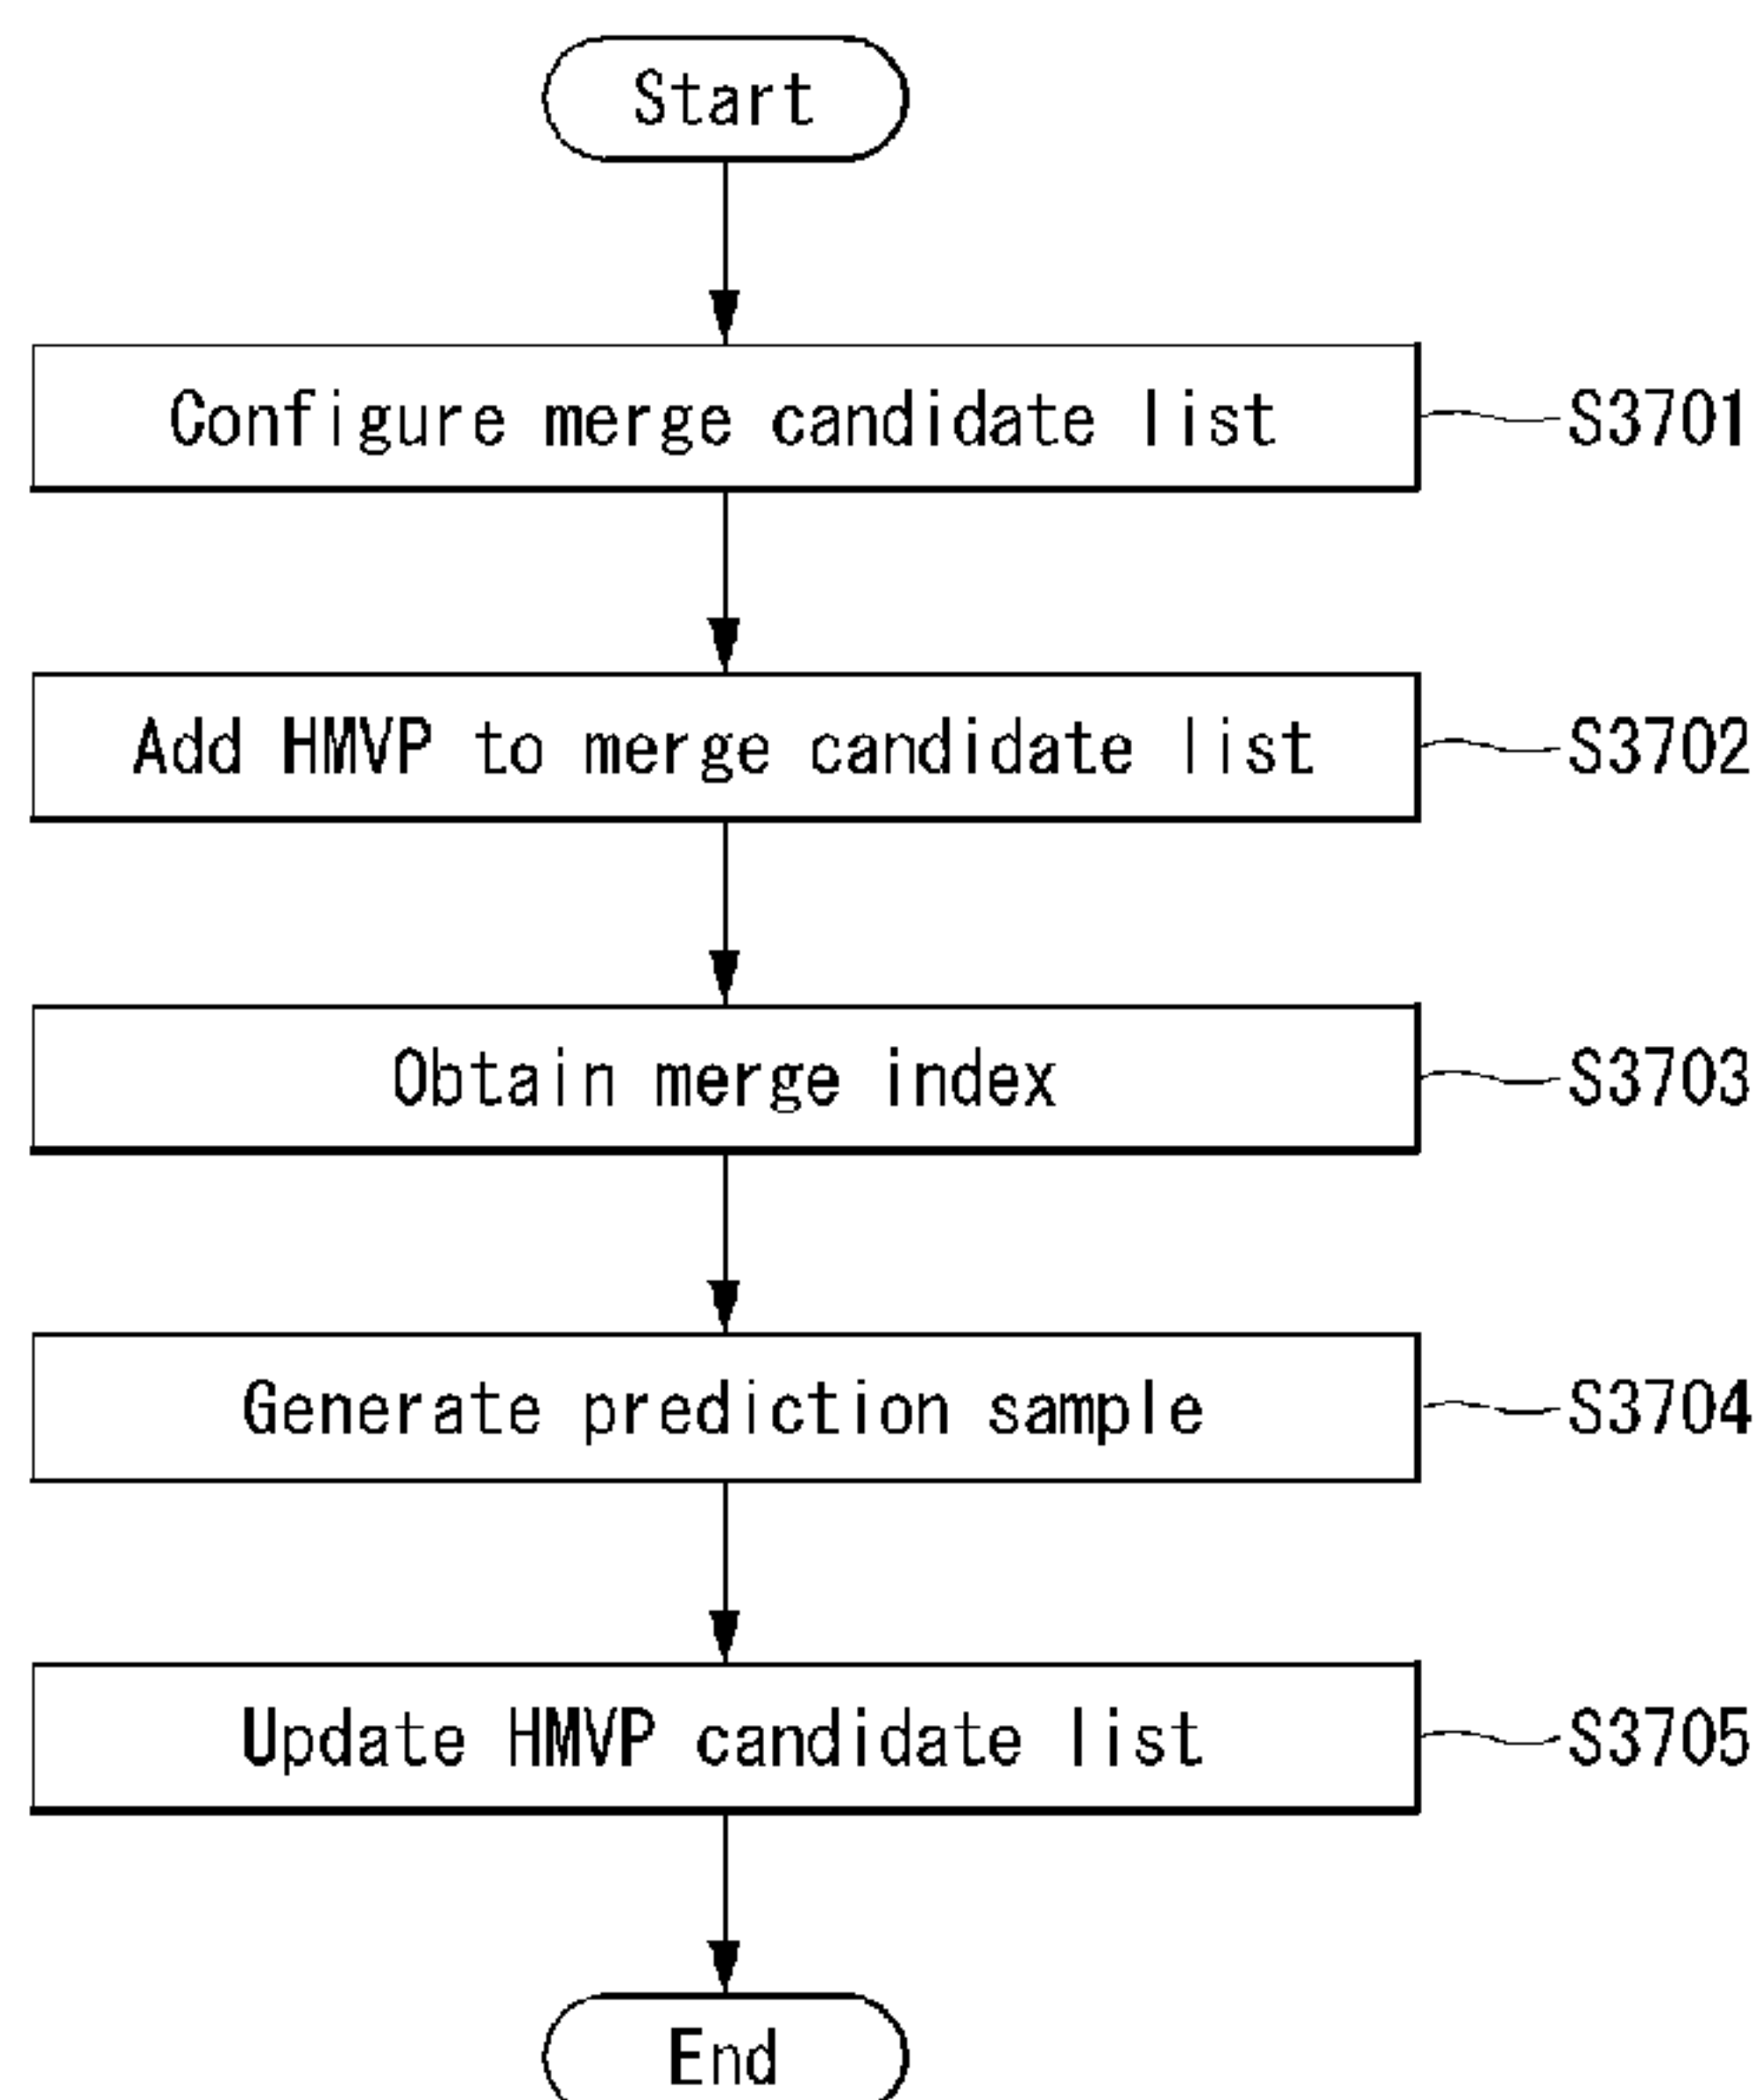 Start
Configure merge candidate list
S3701
Add HMVP to merge candidate list
S3702
Obtain merge index
S3703
Generate prediction sample
S3704
Update HMVP candidate list
S3705
End